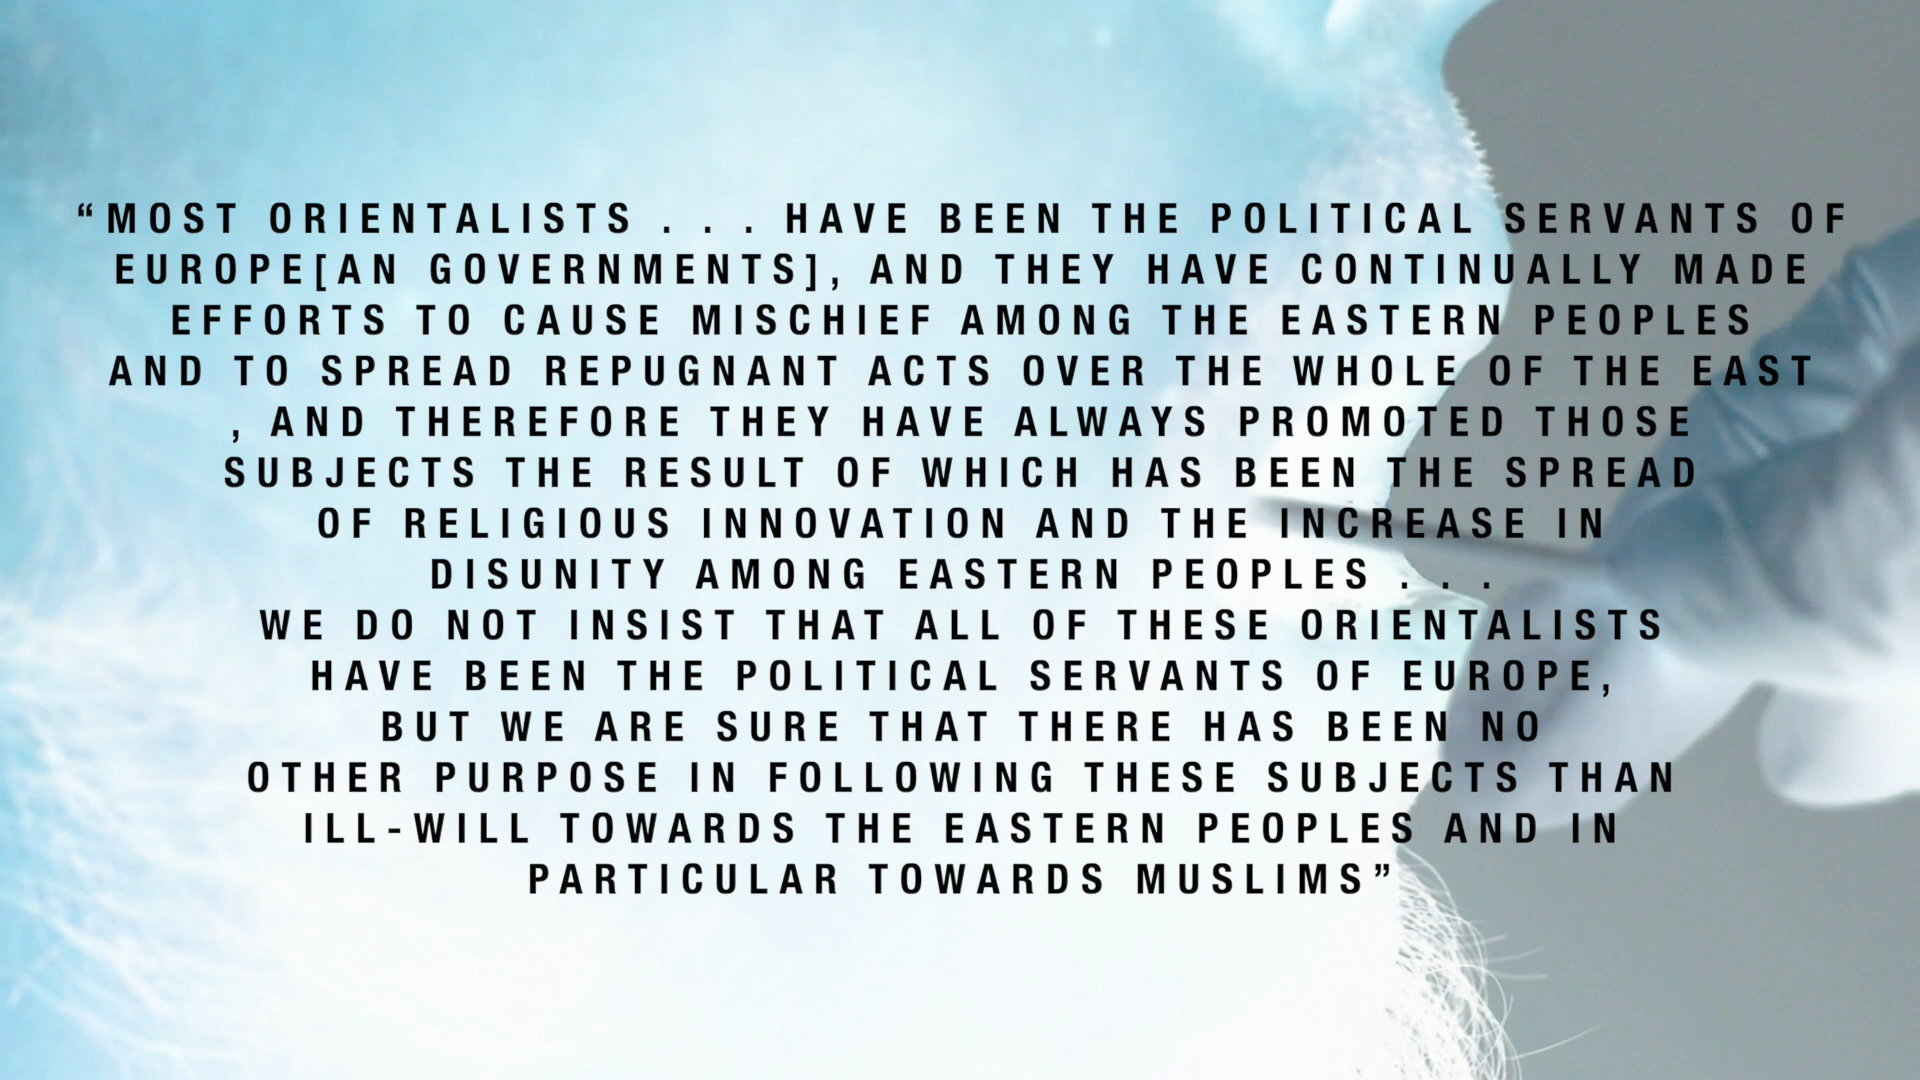 “MOST ORIENTALISTS . . . HAVE BEEN THE POLITICAL SERVANTS OF
EUROPE[AN GOVERNMENTS], AND THEY HAVE CONTINUALLY MADE
EFFORTS TO CAUSE MISCHIEF AMONG THE EASTERN PEOPLES
AND TO SPREAD REPUGNANT ACTS OVER THE WHOLE OF THE EAST
, AND THEREFORE THEY HAVE ALWAYS PROMOTED THOSE
SUBJECTS THE RESULT OF WHICH HAS BEEN THE SPREAD
OF RELIGIOUS INNOVATION AND THE INCREASE IN
DISUNITY AMONG EASTERN PEOPLES . . .
WE DO NOT INSIST THAT ALL OF THESE ORIENTALISTS
HAVE BEEN THE POLITICAL SERVANTS OF EUROPE,
BUT WE ARE SURE THAT THERE HAS BEEN NO
OTHER PURPOSE IN FOLLOWING THESE SUBJECTS THAN
ILL-WILL TOWARDS THE EASTERN PEOPLES AND IN
PARTICULAR TOWARDS MUSLIMS”